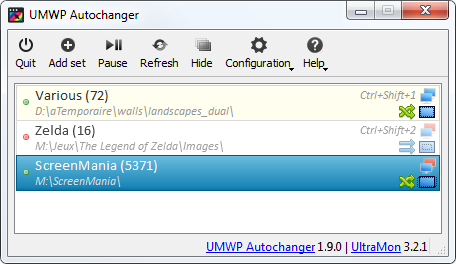 UMWP Autochanger
Quit Add set Pause Refresh Hide Configuration Help
Various (72) Ctrl+Shift+1
D:\aTemporaire\walls\landscapes_dual\
Zelda (16) Ctrl+Shift+2
M:\Jeux\The Legend of Zelda\Images\
ScreenMania (5371)
M:\ScreenMania\
UMWP Autochanger 1.9.0 | UltraMon 3.2.1